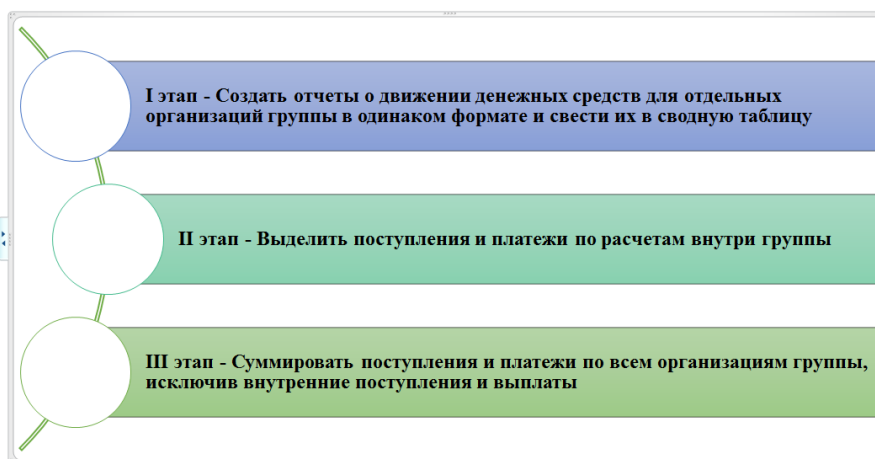 I этап - Создать отчеты о движении денежных средств для отдельных
организаций группы в одинаком формате и свести их в сводную таблицу
II этап - Выделить поступления и платежи по расчетам внутри группы
III этап - Суммировать поступления и платежи по всем организациям группы,
исключив внутренние поступления и выплаты